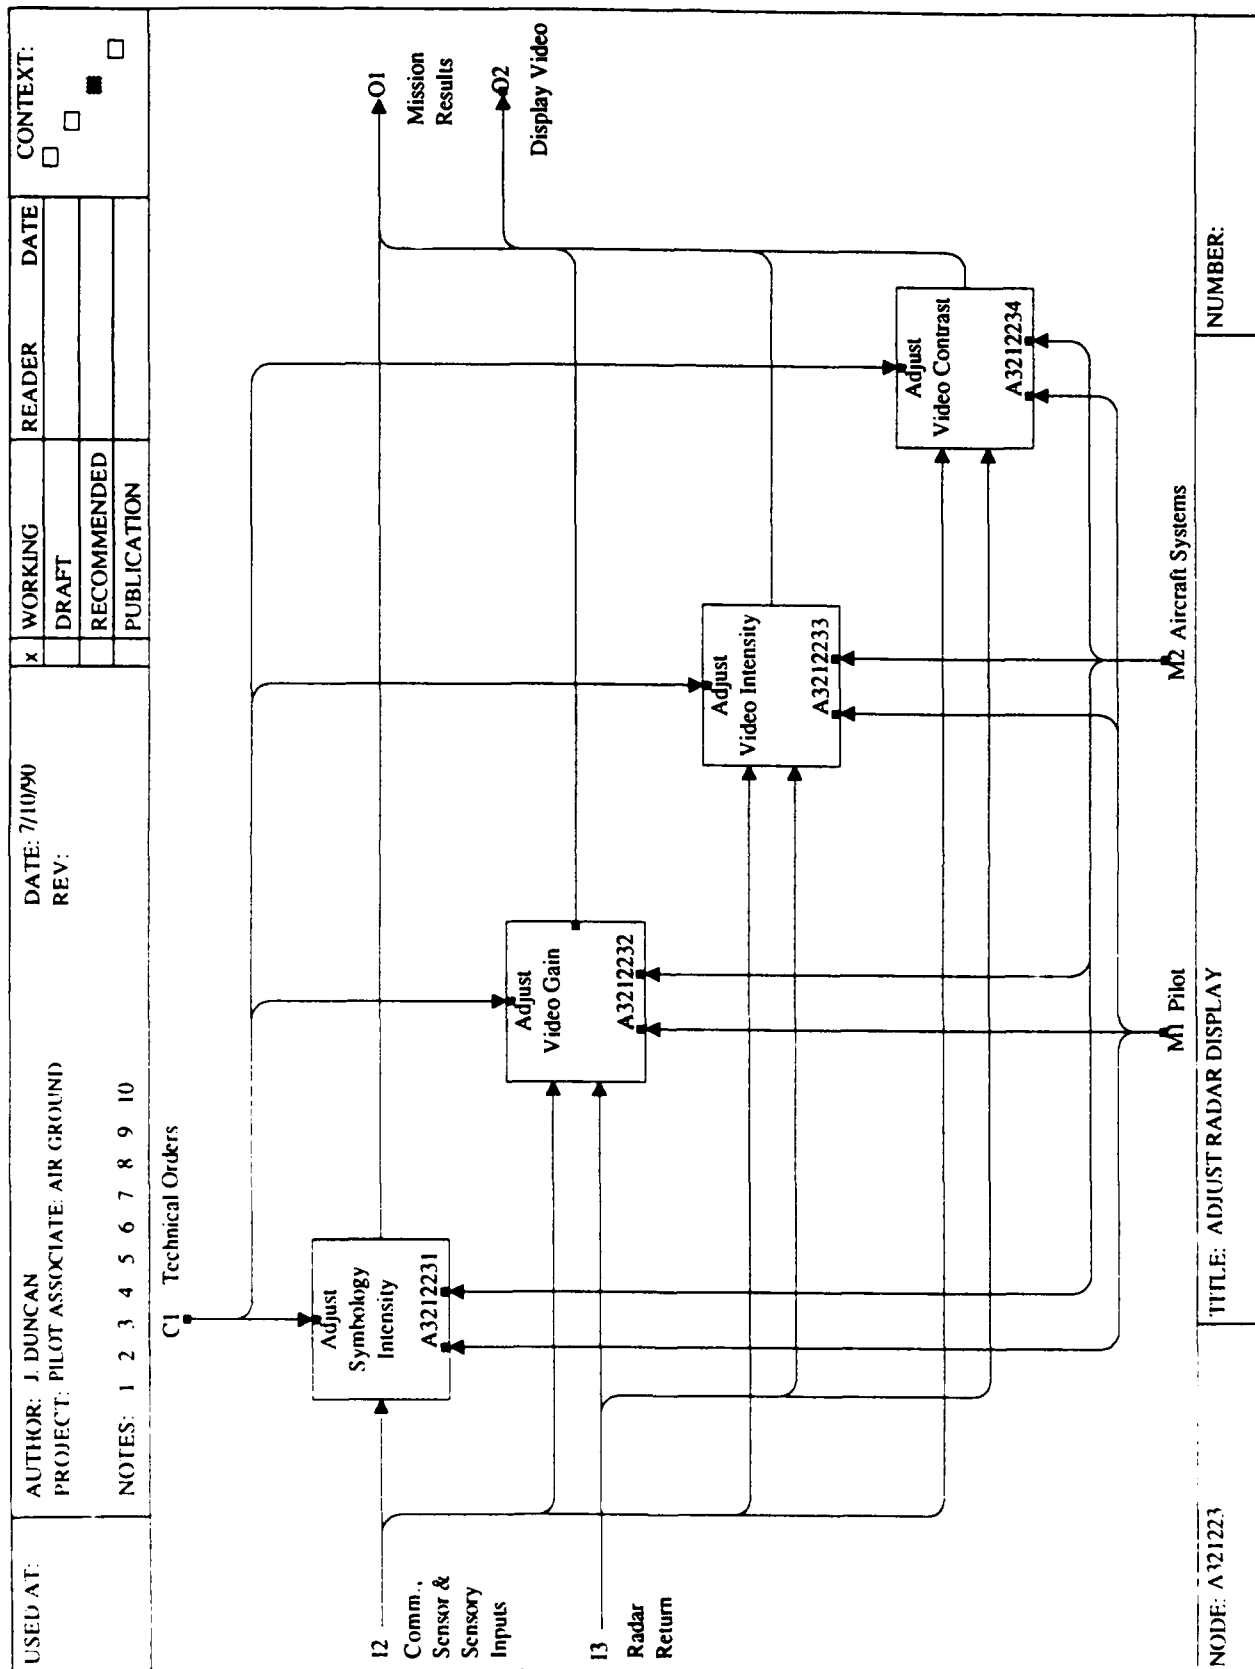 USED AT:
AUTHOR: J. DUNCAN
PROJECT: PILOT ASSOCIATE: AIR GROUND
NOTES: 1 2 3 4 5 6 7 8 9 10
DATE: 7/10/90
REV:
x WORKING
DRAFT
RECOMMENDED
PUBLICATION
READER DATE
CONTEXT:
C1 Technical Orders
I2
Comm.,
Sensor &
Sensory
Inputs
I3
Radar
Return
Adjust
Symbology
Intensity
A3212231
Adjust
Video Gain
A3212232
Adjust
Video Intensity
A3212233
Adjust
Video Contrast
A3212234
O1
Mission
Results
O2
Display Video
M1 Pilot
M2 Aircraft Systems
NODE: A321223
TITLE: ADJUST RADAR DISPLAY
NUMBER: